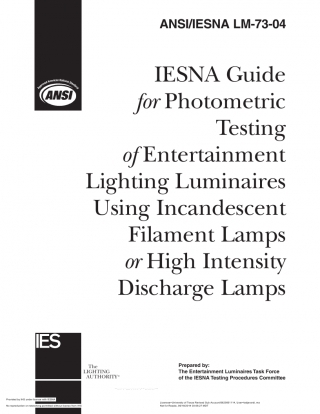 ANSI/IESNA LM-73-04
ANSI
IESNA Guide
for Photometric
Testing
of Entertainment
Lighting Luminaires
Using Incandescent
Filament Lamps
or High Intensity
Discharge Lamps
IES
The
LIGHTING
AUTHORITY
Prepared by:
The Entertainment Luminaires Task Force
of the IESNA Testing Procedures Committee